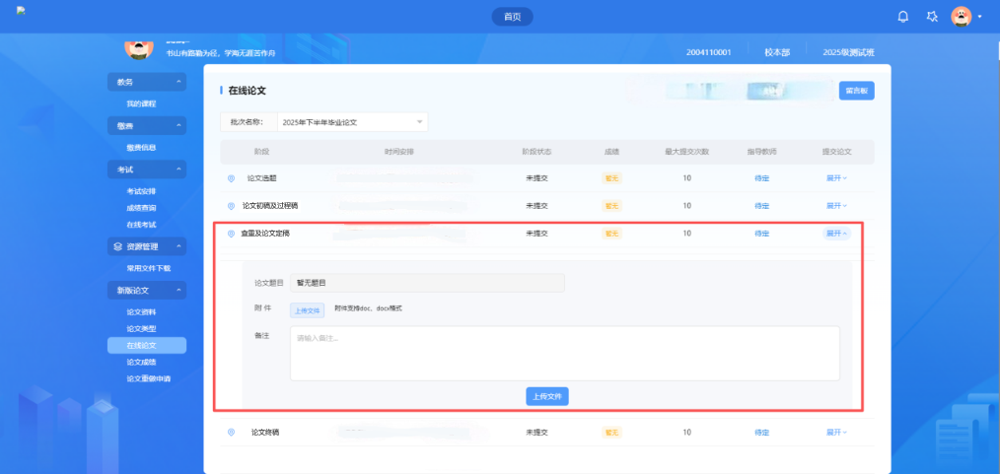 首页
书山有路勤为径，学海无涯苦作舟
2004110001 校本部 2025级测试班
教务
我的课程
缴费
缴费信息
考试
考试安排
成绩查询
在线考试
资源管理
常用文件下载
新版论文
论文资料
论文类型
在线论文
论文成绩
论文重做申请
在线论文
留言板
批次名称： 2025年下半年毕业论文
阶段 时间安排 阶段状态 成绩 最大提交次数 指导教师 提交论文
论文选题 未提交 暂无 10 待定 展开
论文初稿及过程稿 未提交 暂无 10 待定 展开
查重及论文定稿 未提交 暂无 10 待定 展开
论文题目 暂无题目
附 件 上传文件 附件支持doc、docx格式
备注 请输入备注...
上传文件
论文终稿 未提交 暂无 10 待定 展开